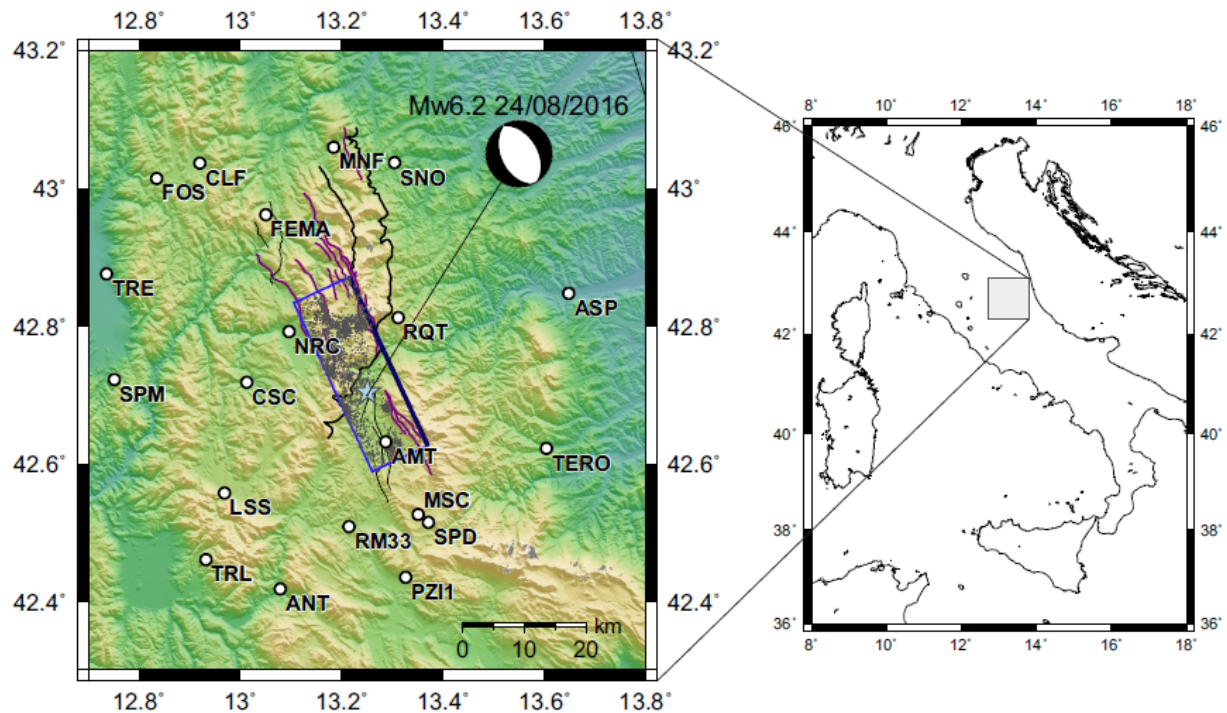 12.8˚ 13˚ 13.2˚ 13.4˚ 13.6˚ 13.8˚
43.2˚ 43.2˚
Mw6.2 24/08/2016
MNF
CLF SNO
FOS
43˚ 43˚
FEMA
TRE
ASP
42.8˚ RQT 42.8˚
NRC
SPM CSC
AMT TERO
42.6˚ 42.6˚
LSS MSC
RM33 SPD
TRL
ANT PZI1
42.4˚ 42.4˚
km
0 10 20
12.8˚ 13˚ 13.2˚ 13.4˚ 13.6˚ 13.8˚
8˚ 10˚ 12˚ 14˚ 16˚ 18˚
46˚ 46˚
44˚ 44˚
42˚ 42˚
40˚ 40˚
38˚ 38˚
36˚ 36˚
8˚ 10˚ 12˚ 14˚ 16˚ 18˚